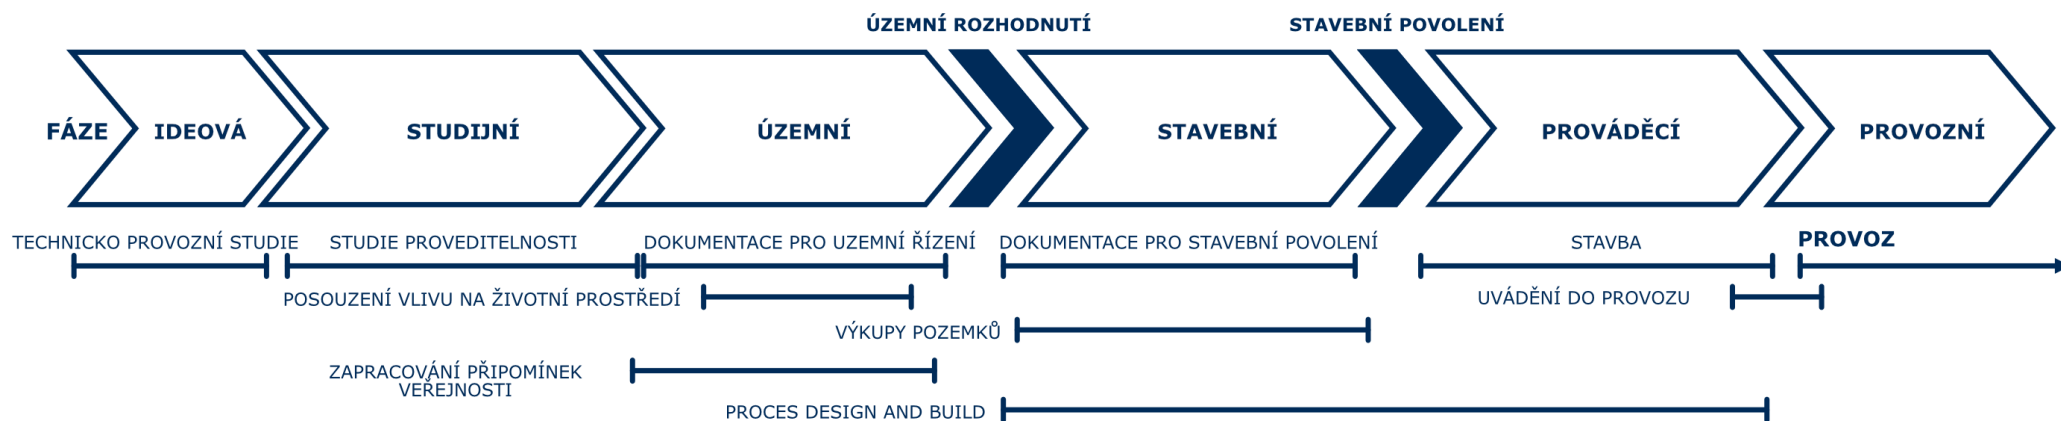 ÚZEMNÍ ROZHODNUTÍ
STAVEBNÍ POVOLENÍ
FÁZE
IDEOVÁ
STUDIJNÍ
ÚZEMNÍ
STAVEBNÍ
PROVÁDĚCÍ
PROVOZNÍ
TECHNICKO PROVOZNÍ STUDIE
STUDIE PROVEDITELNOSTI
DOKUMENTACE PRO UZEMNÍ ŘÍZENÍ
DOKUMENTACE PRO STAVEBNÍ POVOLENÍ
STAVBA
PROVOZ
POSOUZENÍ VLIVU NA ŽIVOTNÍ PROSTŘEDÍ
UVÁDĚNÍ DO PROVOZU
VÝKUPY POZEMKŮ
ZAPRACOVÁNÍ PŘIPOMÍNEK
VEŘEJNOSTI
PROCES DESIGN AND BUILD